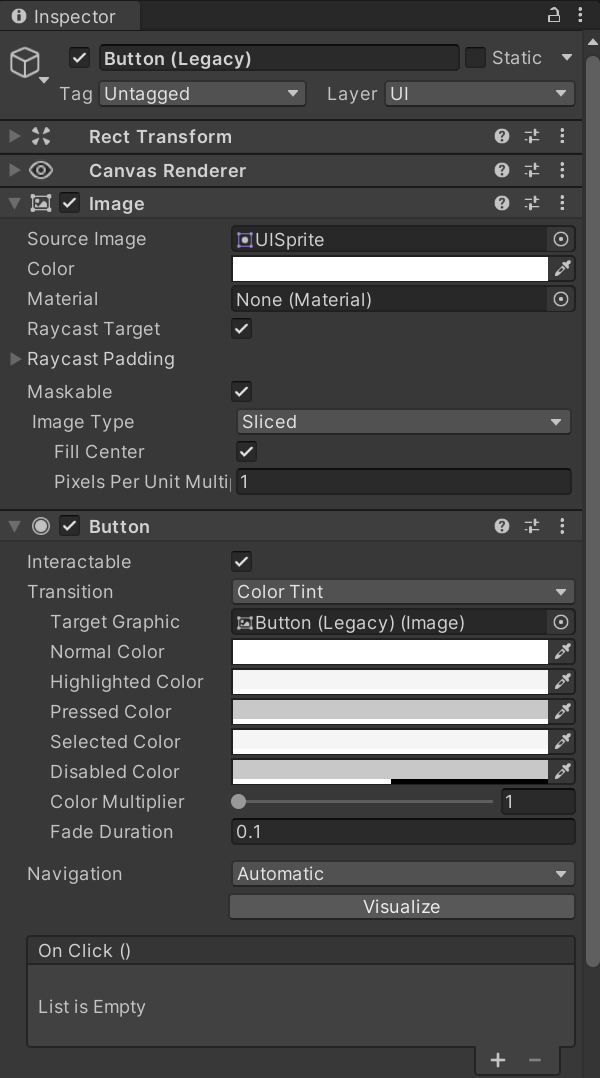 Inspector
Button (Legacy) Static
Tag Untagged Layer UI
Rect Transform
Canvas Renderer
Image
Source Image UISprite
Color
Material None (Material)
Raycast Target
Raycast Padding
Maskable
Image Type Sliced
Fill Center
Pixels Per Unit Multi 1
Button
Interactable
Transition Color Tint
Target Graphic Button (Legacy) (Image)
Normal Color
Highlighted Color
Pressed Color
Selected Color
Disabled Color
Color Multiplier 1
Fade Duration 0.1
Navigation Automatic
Visualize
On Click ()
List is Empty